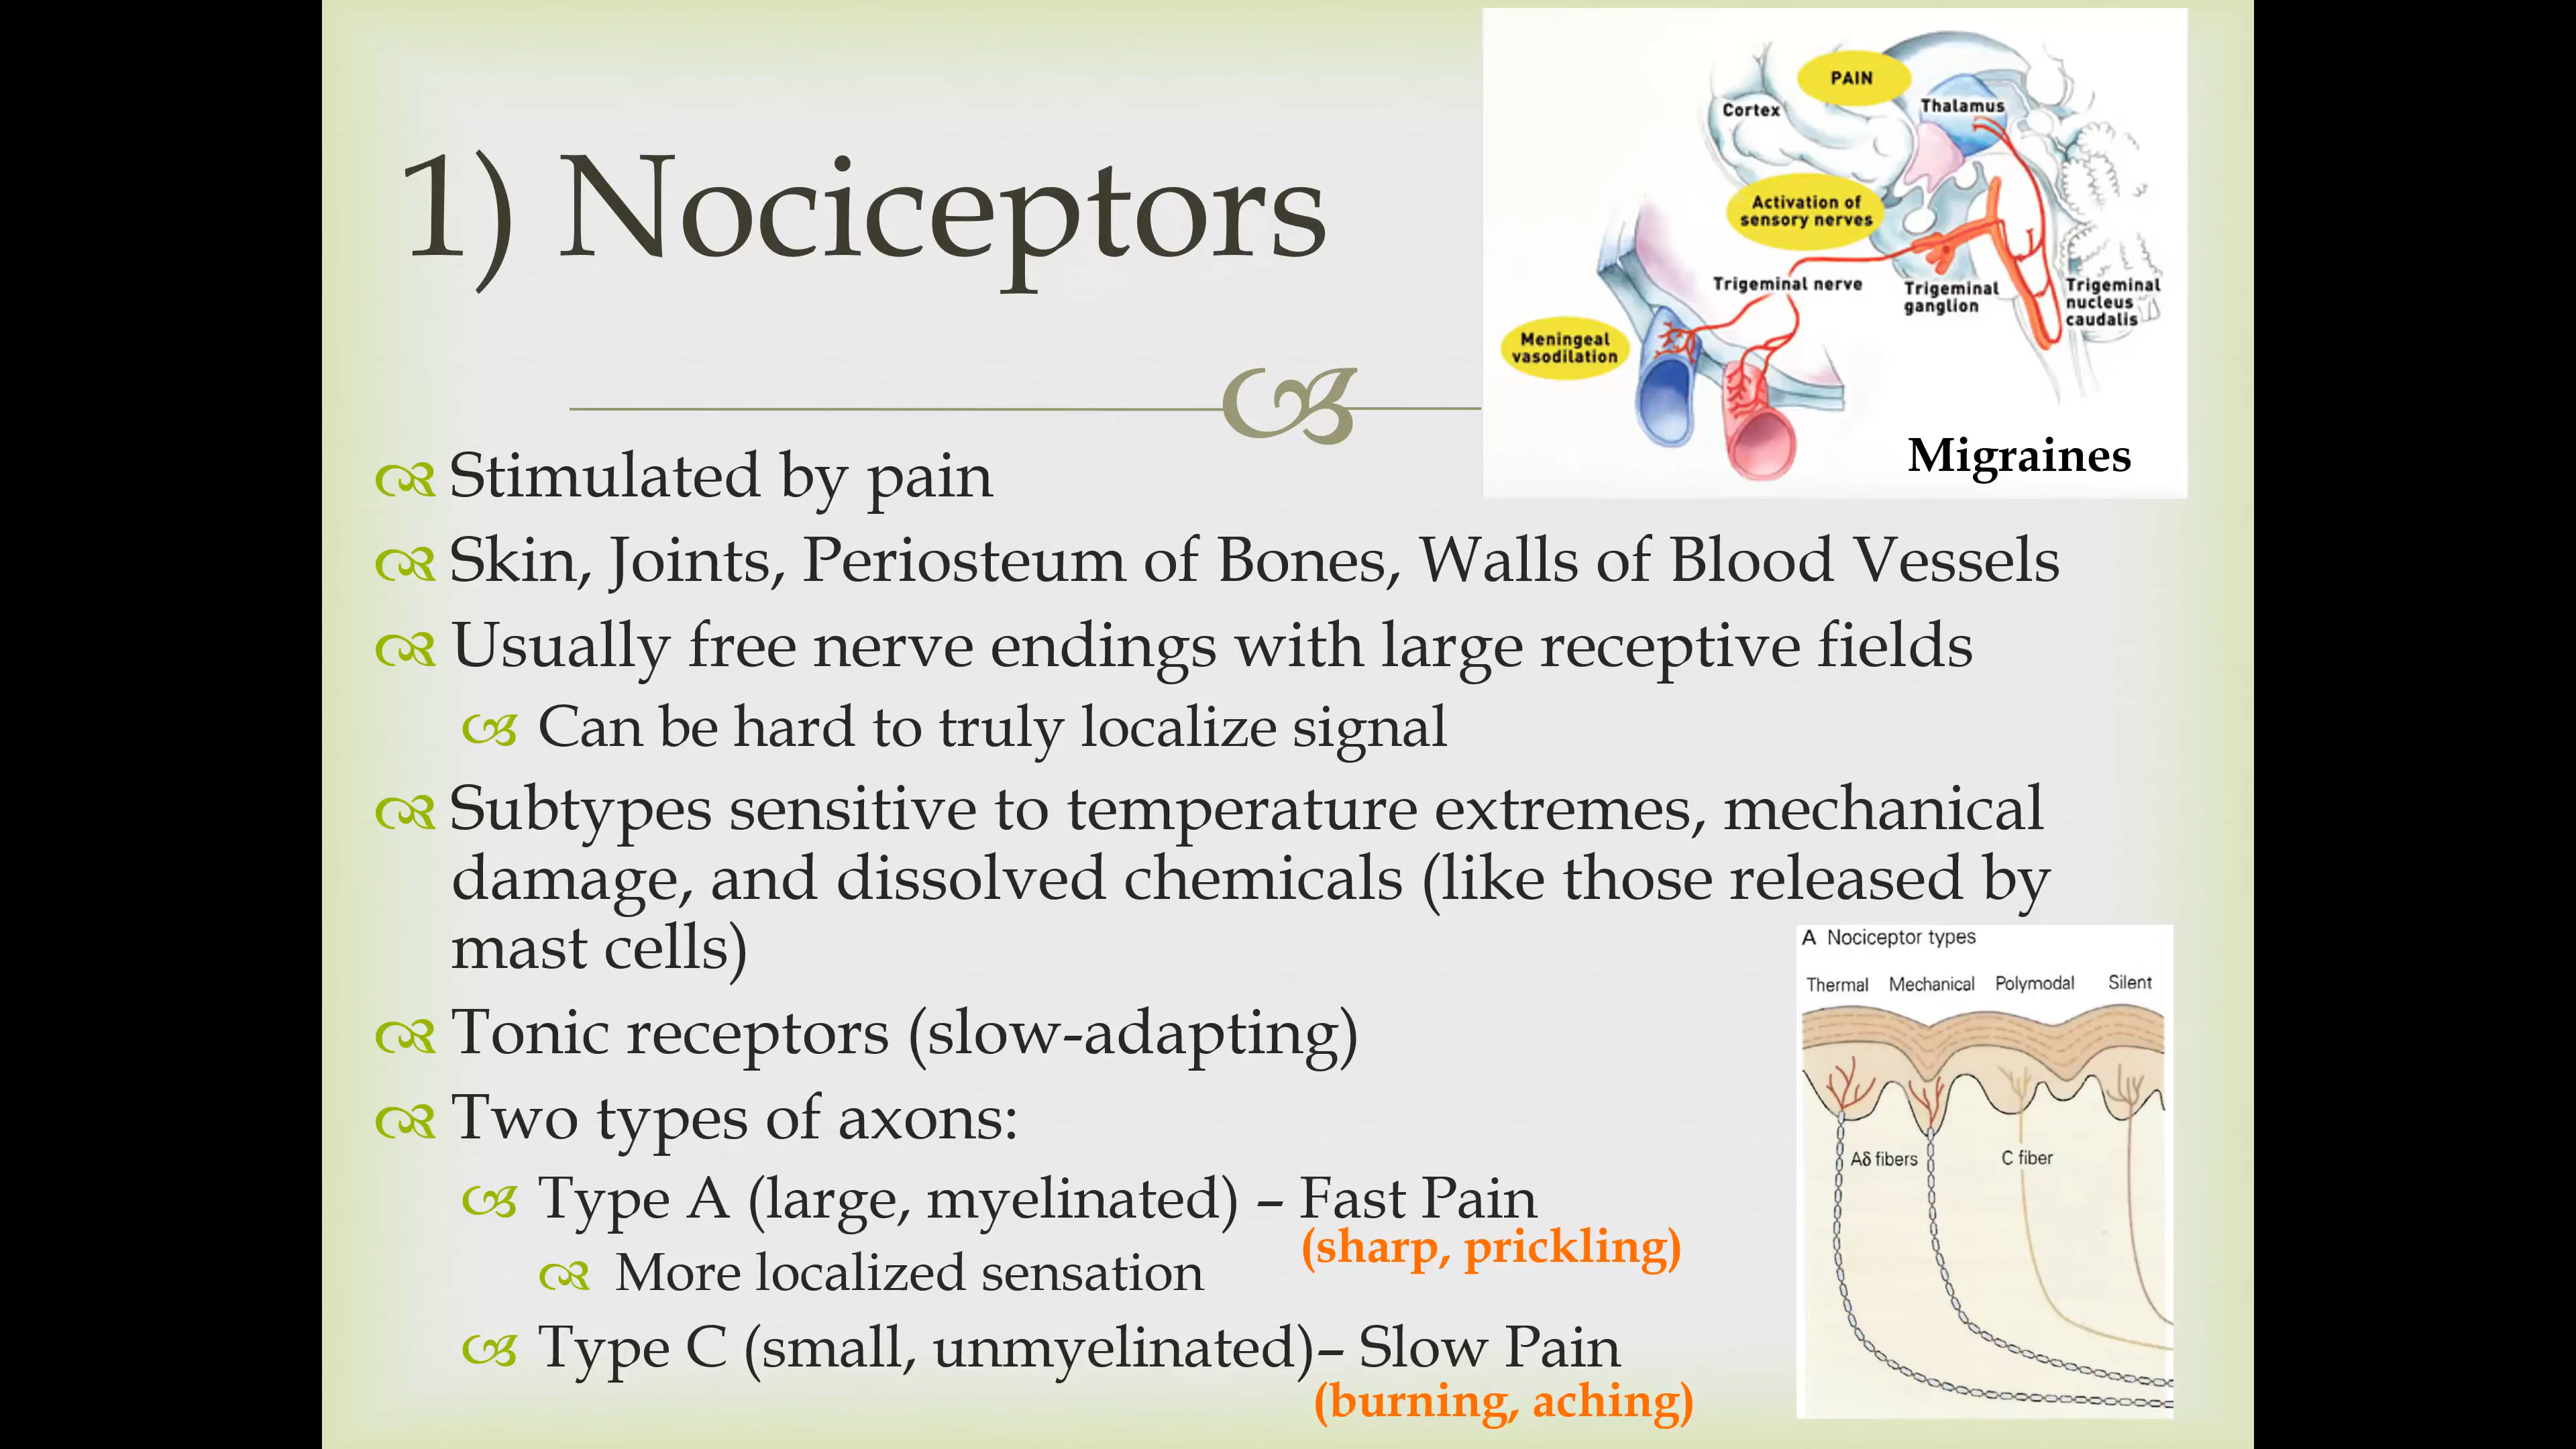 1) Nociceptors
PAIN
Cortex
Thalamus
Activation of
sensory nerves
Trigeminal nerve
Trigeminal
ganglion
Trigeminal
nucleus
caudalis
Meningeal
vasodilation
Migraines
Stimulated by pain
Skin, Joints, Periosteum of Bones, Walls of Blood Vessels
Usually free nerve endings with large receptive fields
Can be hard to truly localize signal
Subtypes sensitive to temperature extremes, mechanical
damage, and dissolved chemicals (like those released by
mast cells)
Tonic receptors (slow-adapting)
Two types of axons:
Type A (large, myelinated) – Fast Pain
(sharp, prickling)
More localized sensation
Type C (small, unmyelinated)– Slow Pain
(burning, aching)
A Nociceptor types
Thermal Mechanical Polymodal Silent
Aδ fibers C fiber